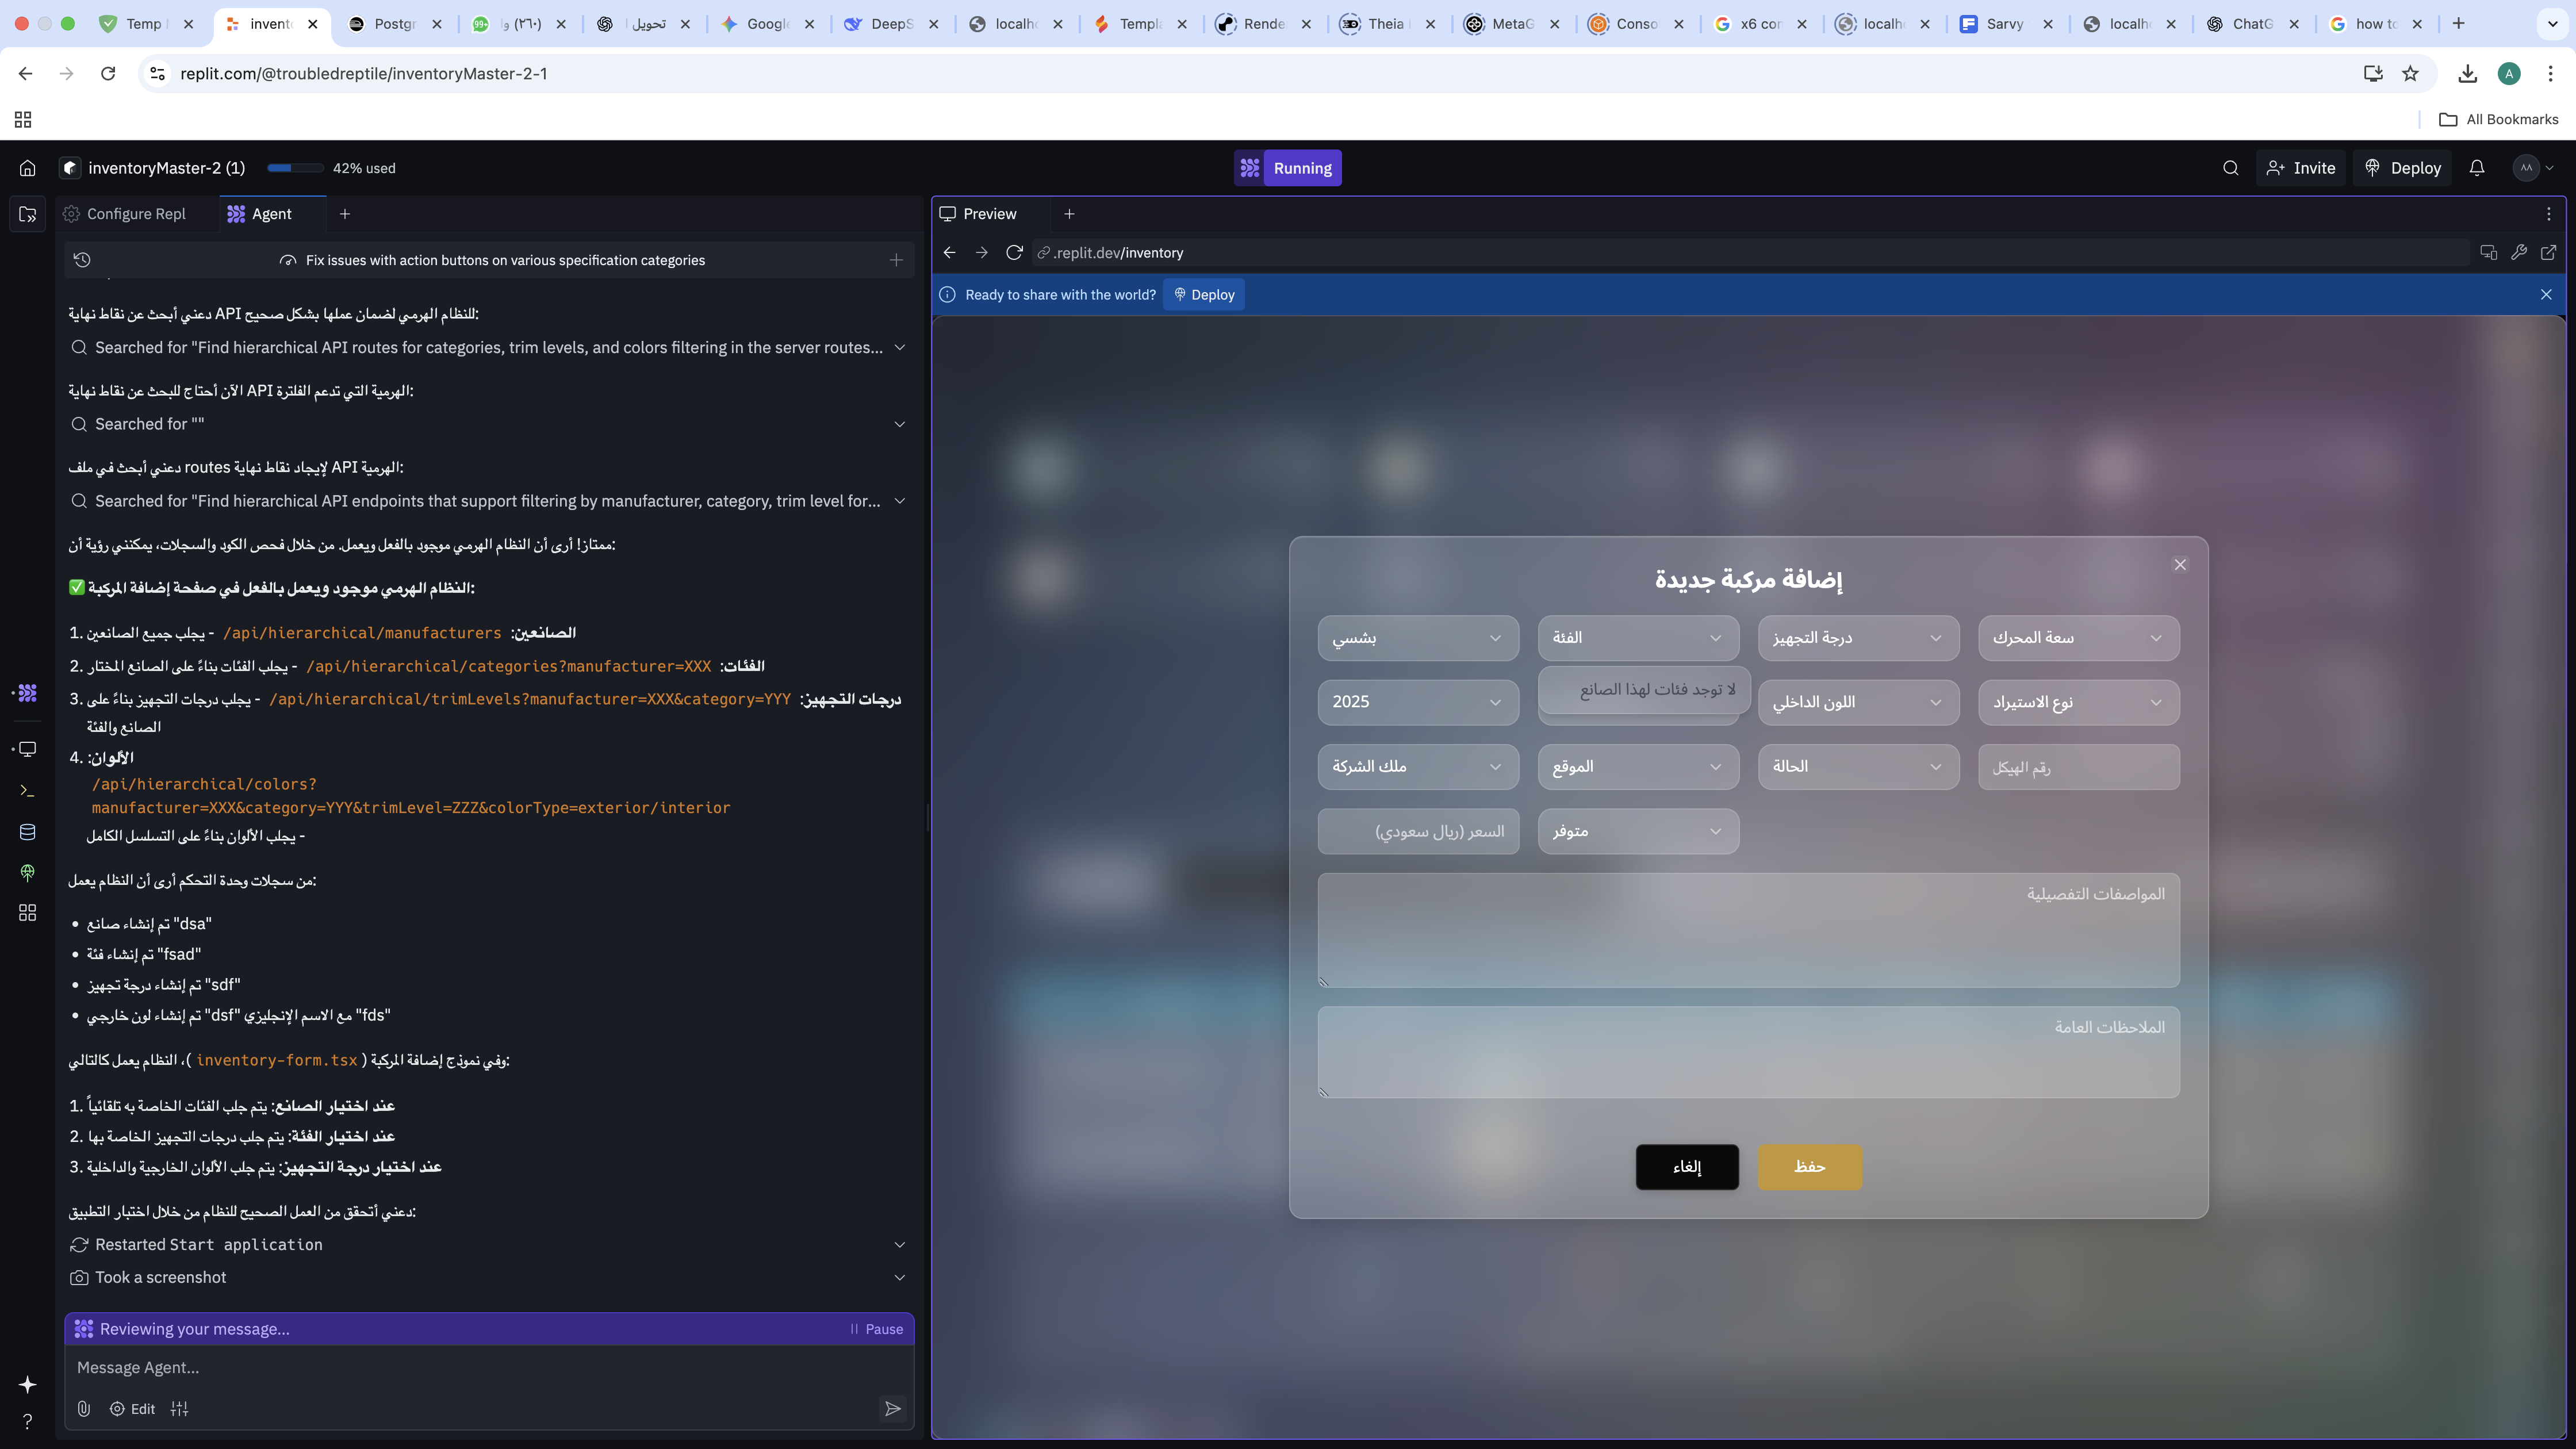 Temp
invent
Postgr
99+
(٣٦٠) وا
تحويل
Google
DeepS
localho
Templa
Rende
Theia
MetaG
Conso
x6 con
localho
Sarvy
localho
ChatG
how to
replit.com/@troubledreptile/inventoryMaster-2-1
A
All Bookmarks
inventoryMaster-2 (1)
42% used
Running
Invite
Deploy
AA
Configure Repl
Agent
Fix issues with action buttons on various specification categories
دعني أبحث عن نقاط نهاية API للنظام الهرمي لضمان عملها بشكل صحيح:
Searched for "Find hierarchical API routes for categories, trim levels, and colors filtering in the server routes...
الآن أحتاج للبحث عن نقاط نهاية API الهرمية التي تدعم الفلترة:
Searched for ""
دعني أبحث في ملف routes لإيجاد نقاط نهاية API الهرمية:
Searched for "Find hierarchical API endpoints that support filtering by manufacturer, category, trim level for...
ممتاز! أرى أن النظام الهرمي موجود بالفعل ويعمل. من خلال فحص الكود والسجلات، يمكنني رؤية أن:
✅ النظام الهرمي موجود ويعمل بالفعل في صفحة إضافة المركبة:
1. الصانعين: /api/hierarchical/manufacturers - يجلب جميع الصانعين
2. الفئات: /api/hierarchical/categories?manufacturer=XXX - يجلب الفئات بناءً على الصانع المختار
3. درجات التجهيز: /api/hierarchical/trimLevels?manufacturer=XXX&category=YYY - يجلب درجات التجهيز بناءً على
الصانع والفئة
4. الألوان:
/api/hierarchical/colors?
manufacturer=XXX&category=YYY&trimLevel=ZZZ&colorType=exterior/interior
- يجلب الألوان بناءً على التسلسل الكامل
من سجلات وحدة التحكم أرى أن النظام يعمل:
• تم إنشاء صانع "dsa"
• تم إنشاء فئة "fsad"
• تم إنشاء درجة تجهيز "sdf"
• تم إنشاء لون خارجي "dsf" مع الاسم الإنجليزي "fds"
وفي نموذج إضافة المركبة (inventory-form.tsx)، النظام يعمل كالتالي:
1. عند اختيار الصانع: يتم جلب الفئات الخاصة به تلقائياً
2. عند اختيار الفئة: يتم جلب درجات التجهيز الخاصة بها
3. عند اختيار درجة التجهيز: يتم جلب الألوان الخارجية والداخلية
دعني أتحقق من العمل الصحيح للنظام من خلال اختبار التطبيق:
Restarted Start application
Took a screenshot
Reviewing your message...
Pause
Message Agent...
Edit
Preview
.replit.dev/inventory
Ready to share with the world?
Deploy
إضافة مركبة جديدة
بشسي
الفئة
درجة التجهيز
سعة المحرك
2025
لا توجد فئات لهذا الصانع
اللون الداخلي
نوع الاستيراد
ملك الشركة
الموقع
الحالة
رقم الهيكل
السعر (ريال سعودي)
متوفر
المواصفات التفصيلية
الملاحظات العامة
إلغاء
حفظ